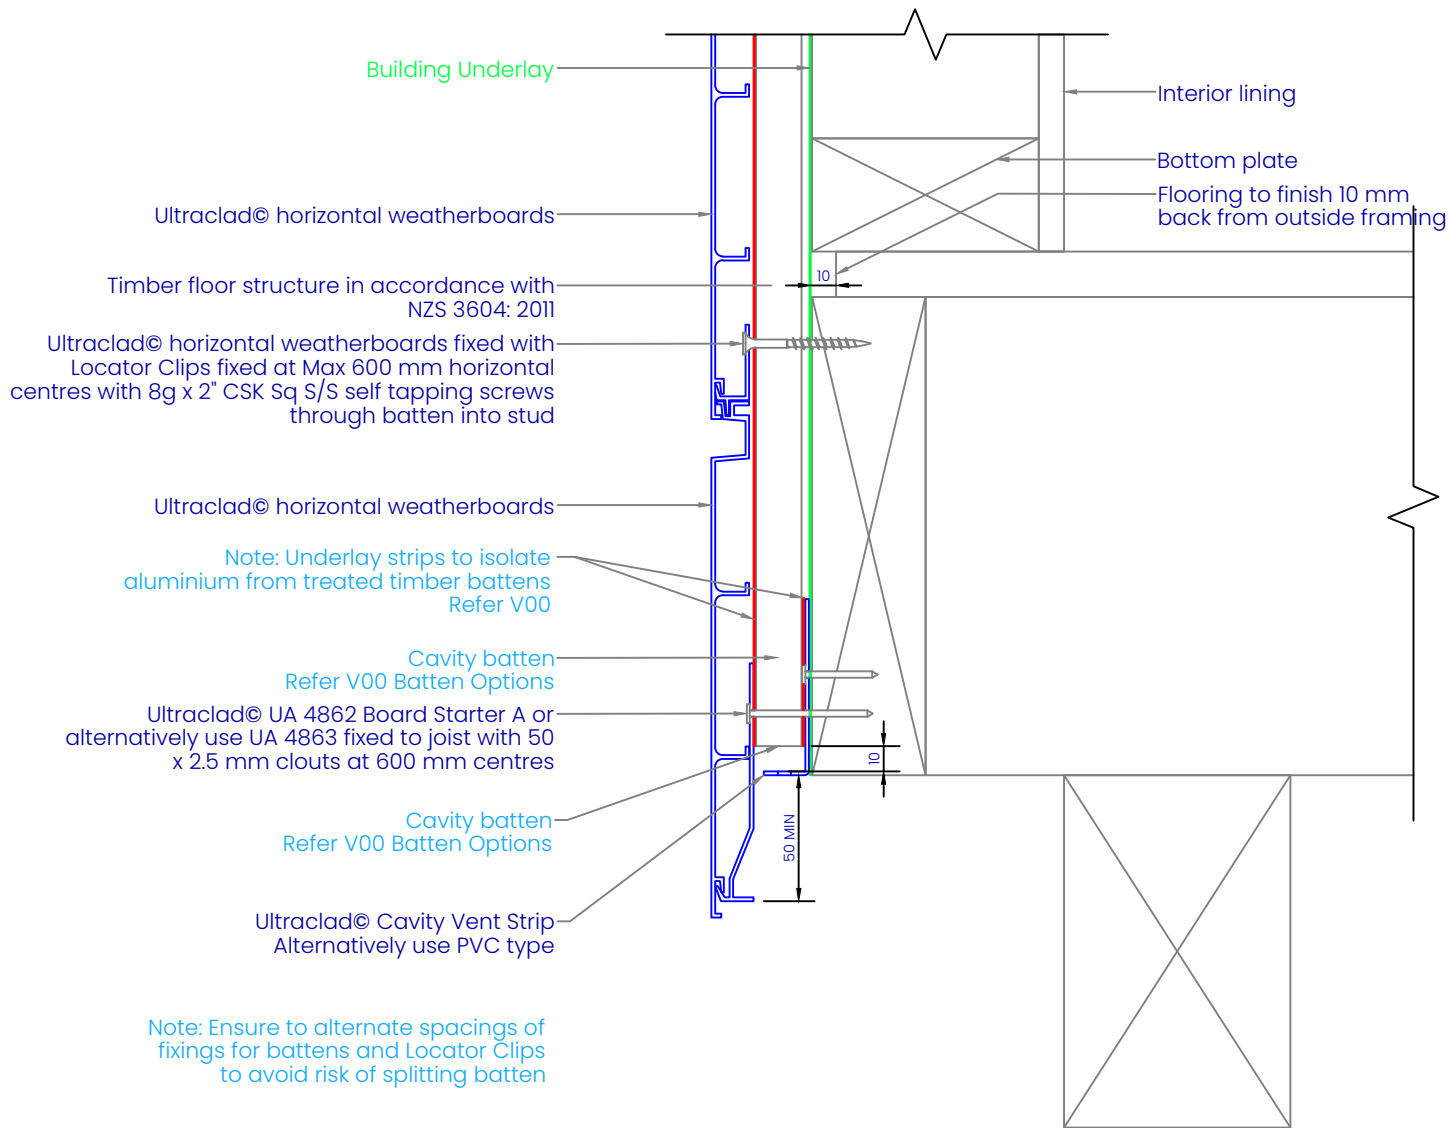 Building Underlay
Interior lining
Bottom plate
Flooring to finish 10 mm
back from outside framing
Ultraclad© horizontal weatherboards
10
Timber floor structure in accordance with
NZS 3604: 2011
Ultraclad© horizontal weatherboards fixed with
Locator Clips fixed at Max 600 mm horizontal
centres with 8g x 2" CSK Sq S/S self tapping screws
through batten into stud
Ultraclad© horizontal weatherboards
Note: Underlay strips to isolate
aluminium from treated timber battens
Refer V00
Cavity batten
Refer V00 Batten Options
Ultraclad© UA 4862 Board Starter A or
alternatively use UA 4863 fixed to joist with 50
x 2.5 mm clouts at 600 mm centres
10
50 MIN
Cavity batten
Refer V00 Batten Options
Ultraclad© Cavity Vent Strip
Alternatively use PVC type
Note: Ensure to alternate spacings of
fixings for battens and Locator Clips
to avoid risk of splitting batten